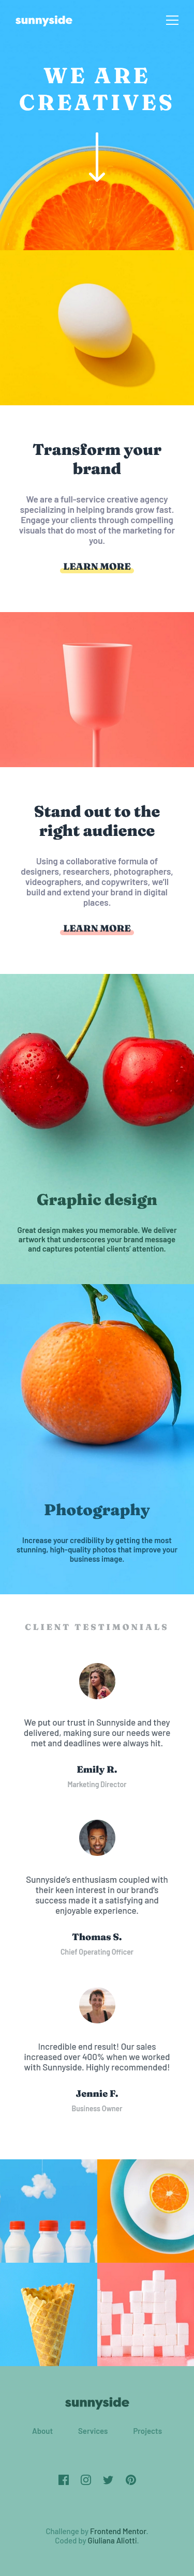 sunnyside
WE ARE
CREATIVES
Transform your
brand
We are a full-service creative agency
specializing in helping brands grow fast.
Engage your clients through compelling
visuals that do most of the marketing for
you.
LEARN MORE
Stand out to the
right audience
Using a collaborative formula of
designers, researchers, photographers,
videographers, and copywriters, we'll
build and extend your brand in digital
places.
LEARN MORE
Graphic design
Great design makes you memorable. We deliver
artwork that underscores your brand message
and captures potential clients' attention.
Photography
Increase your credibility by getting the most
stunning, high-quality photos that improve your
business image.
CLIENT TESTIMONIALS
We put our trust in Sunnyside and they
delivered, making sure our needs were
met and deadlines were always hit.
Emily R.
Marketing Director
Sunnyside's enthusiasm coupled with
their keen interest in our brand's
success made it a satisfying and
enjoyable experience.
Thomas S.
Chief Operating Officer
Incredible end result! Our sales
increased over 400% when we worked
with Sunnyside. Highly recommended!
Jennie F.
Business Owner
sunnyside
About Services Projects
Challenge by Frontend Mentor.
Coded by Giuliana Aliotti.